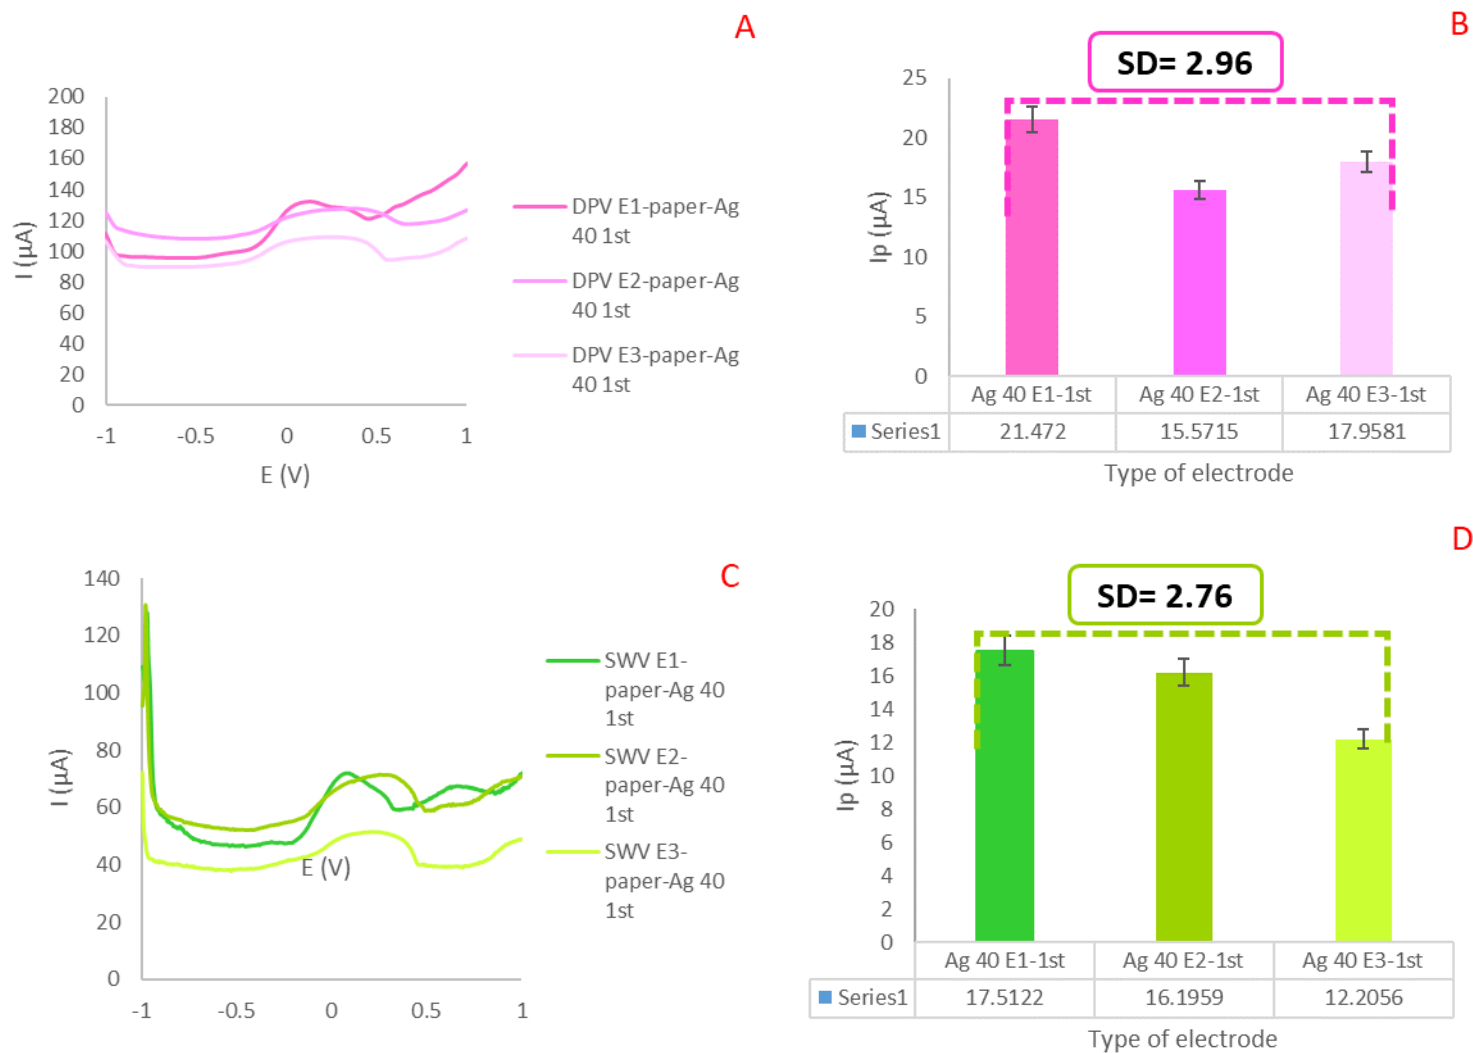 A
200
180
160
140
120
100
80
60
40
20
0
I (µA)
-1 -0.5 0 0.5 1
E (V)
DPV E1-paper-Ag
40 1st
DPV E2-paper-Ag
40 1st
DPV E3-paper-Ag
40 1st
B
SD= 2.96
25
20
15
10
5
0
Ip (µA)
Ag 40 E1-1st Ag 40 E2-1st Ag 40 E3-1st
Series1 21.472 15.5715 17.9581
Type of electrode
C
140
120
100
80
60
40
20
0
I (µA)
E (V)
-1 -0.5 0 0.5 1
SWV E1-
paper-Ag 40
1st
SWV E2-
paper-Ag 40
1st
SWV E3-
paper-Ag 40
1st
D
SD= 2.76
20
18
16
14
12
10
8
6
4
2
0
Ip (µA)
Ag 40 E1-1st Ag 40 E2-1st Ag 40 E3-1st
Series1 17.5122 16.1959 12.2056
Type of electrode